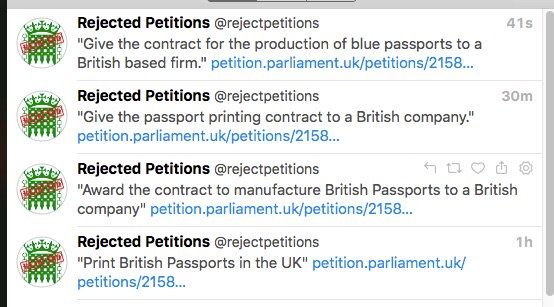 Rejected Petitions @rejectpetitions 41s
"Give the contract for the production of blue passports to a
British based firm." petition.parliament.uk/petitions/2158...
Rejected Petitions @rejectpetitions 30m
"Give the passport printing contract to a British company."
petition.parliament.uk/petitions/2158...
Rejected Petitions @rejectpetitions
"Award the contract to manufacture British Passports to a British
company" petition.parliament.uk/petitions/2158...
Rejected Petitions @rejectpetitions 1h
"Print British Passports in the UK" petition.parliament.uk/
petitions/2158...